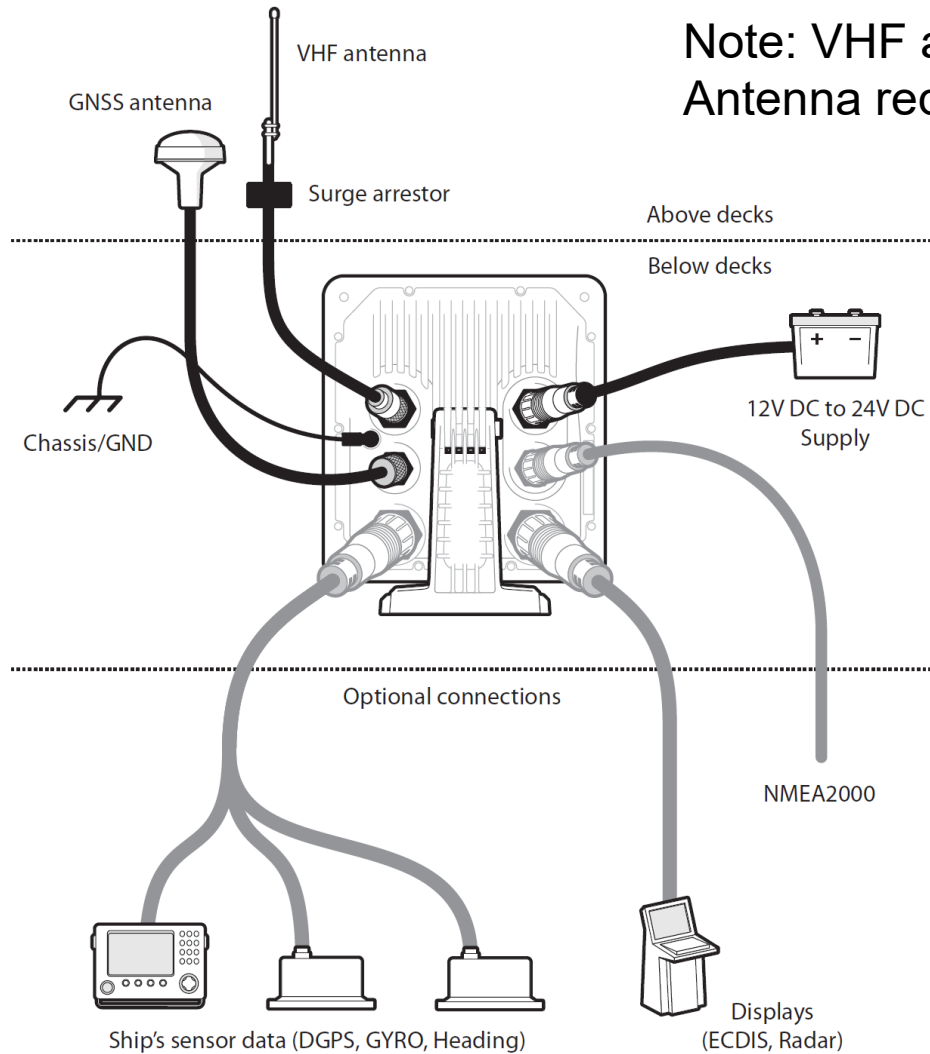 Note: VHF a
Antenna rec
VHF antenna
GNSS antenna
Surge arrestor
Above decks
Below decks
+ −
12V DC to 24V DC
Supply
Chassis/GND
Optional connections
NMEA2000
Displays
(ECDIS, Radar)
Ship's sensor data (DGPS, GYRO, Heading)